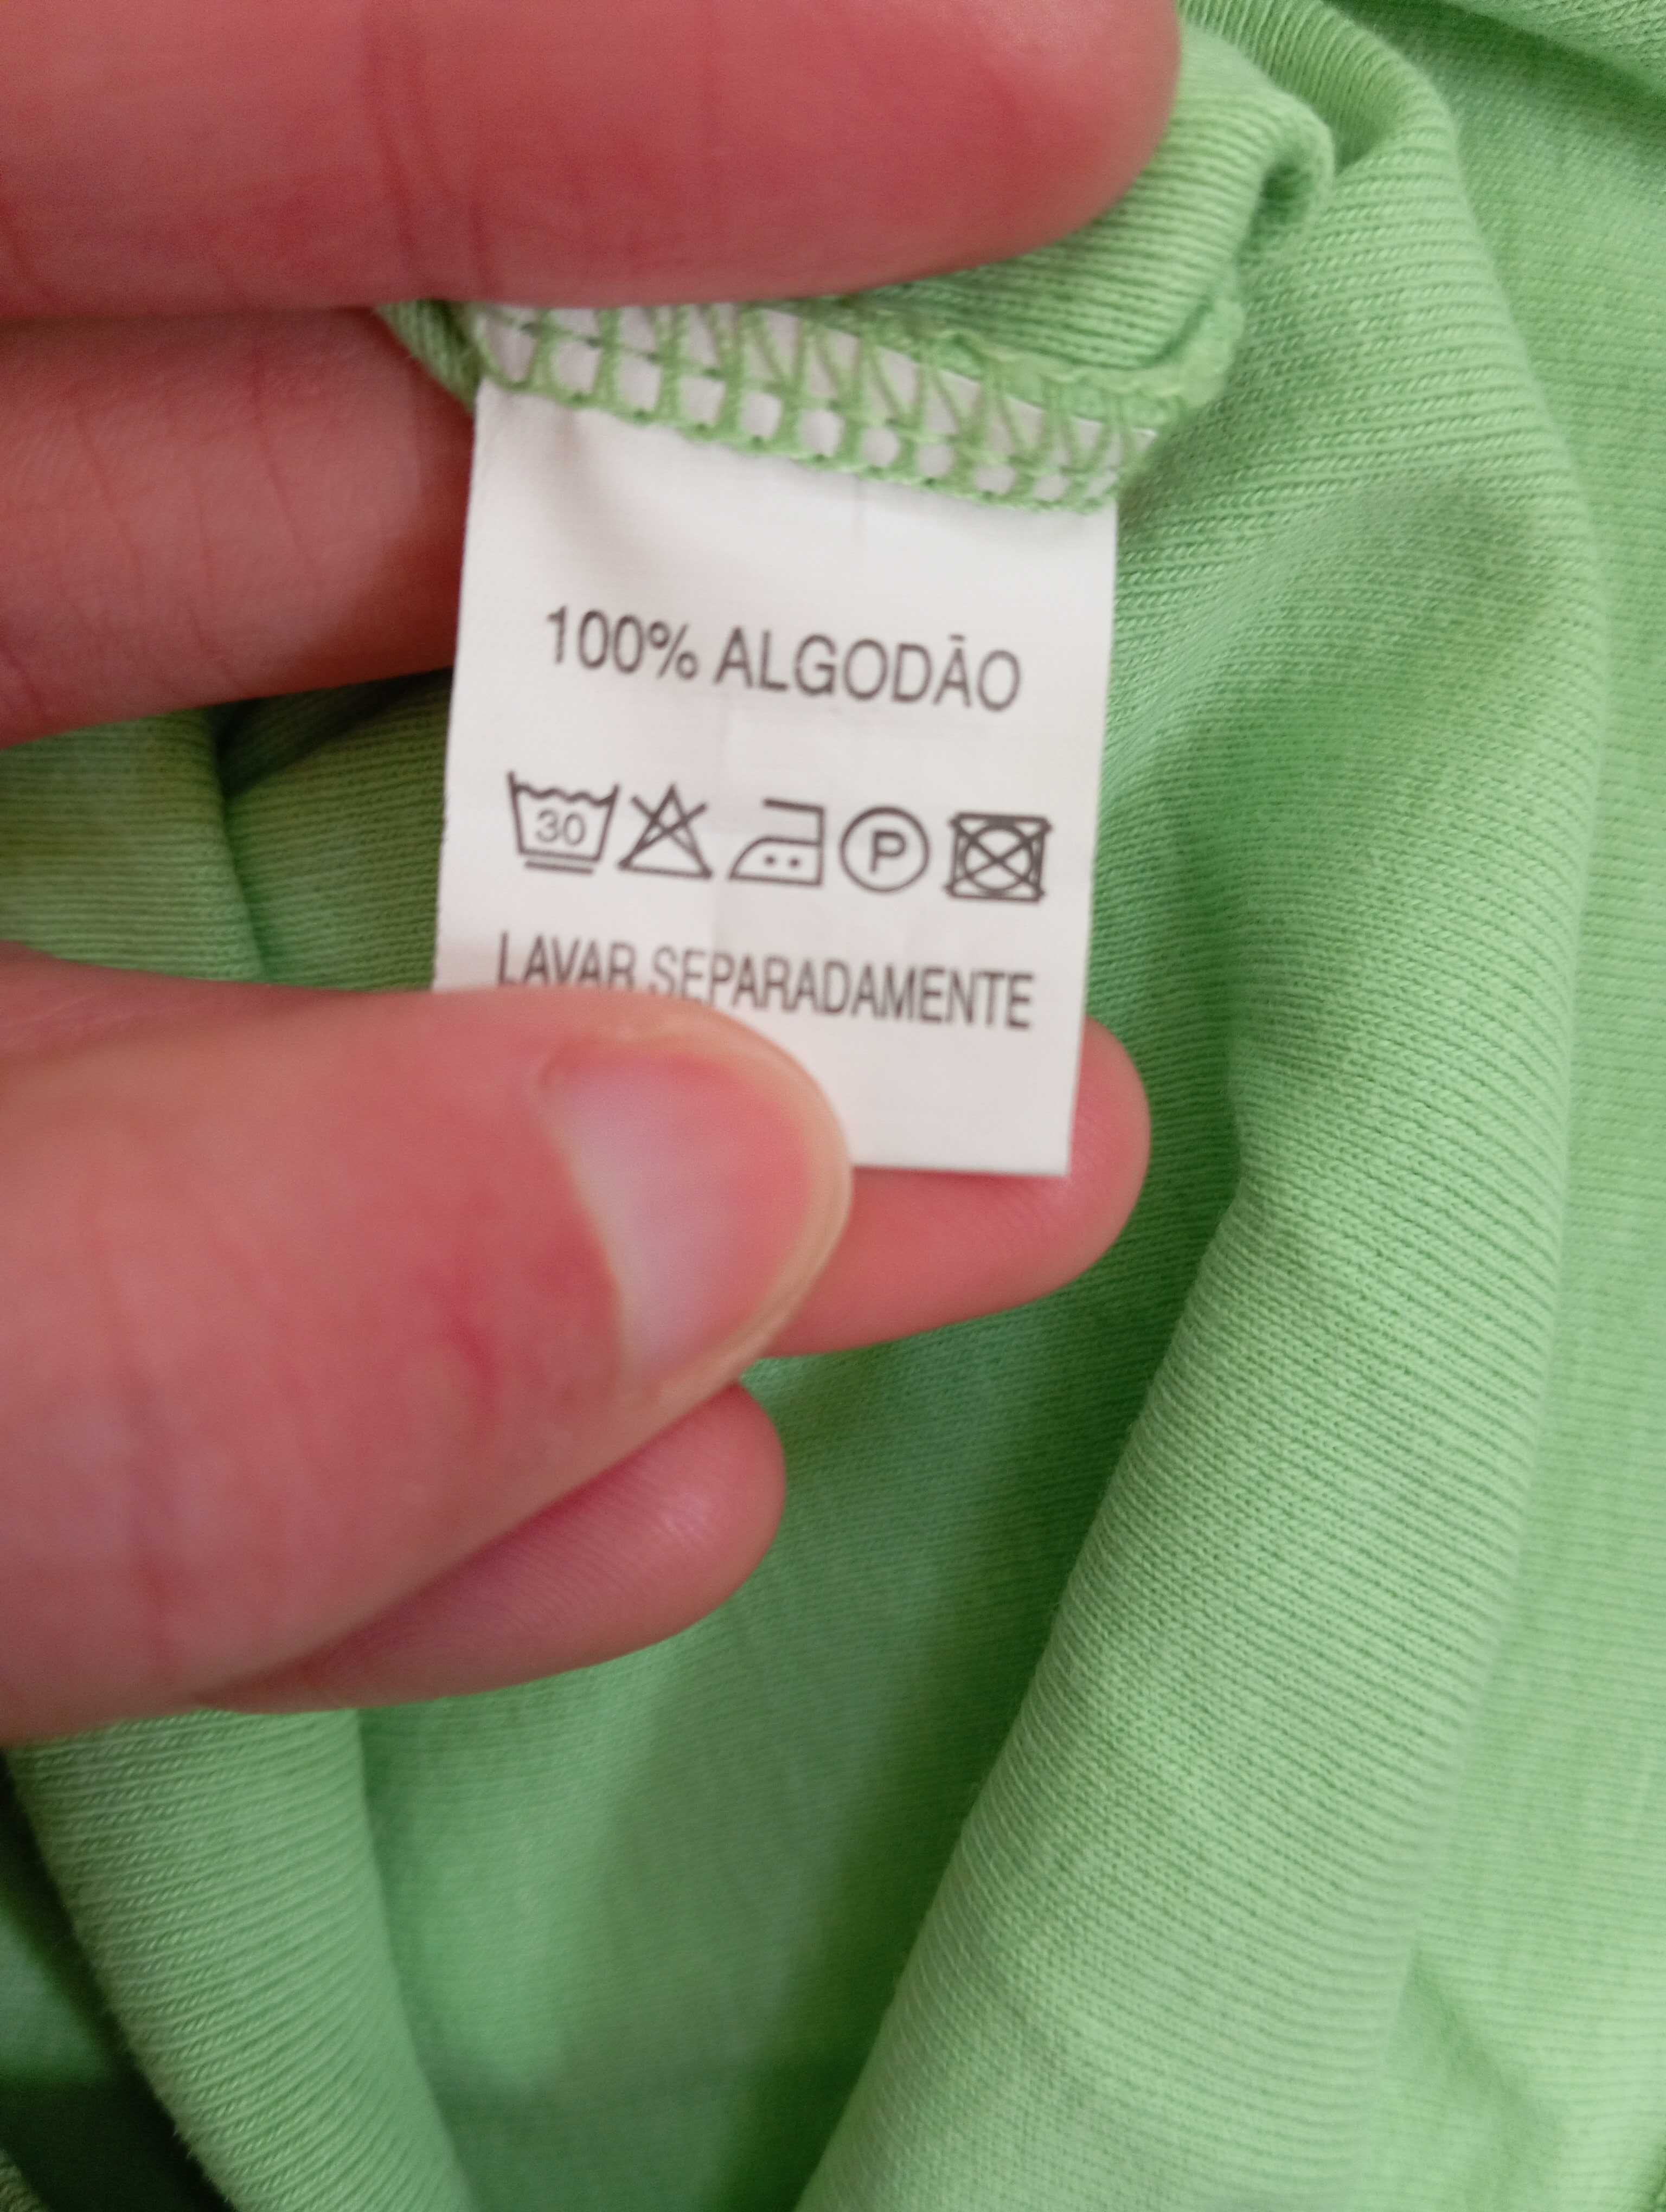 100% ALGODÃO
30 P
LAVAR SEPARADAMENTE